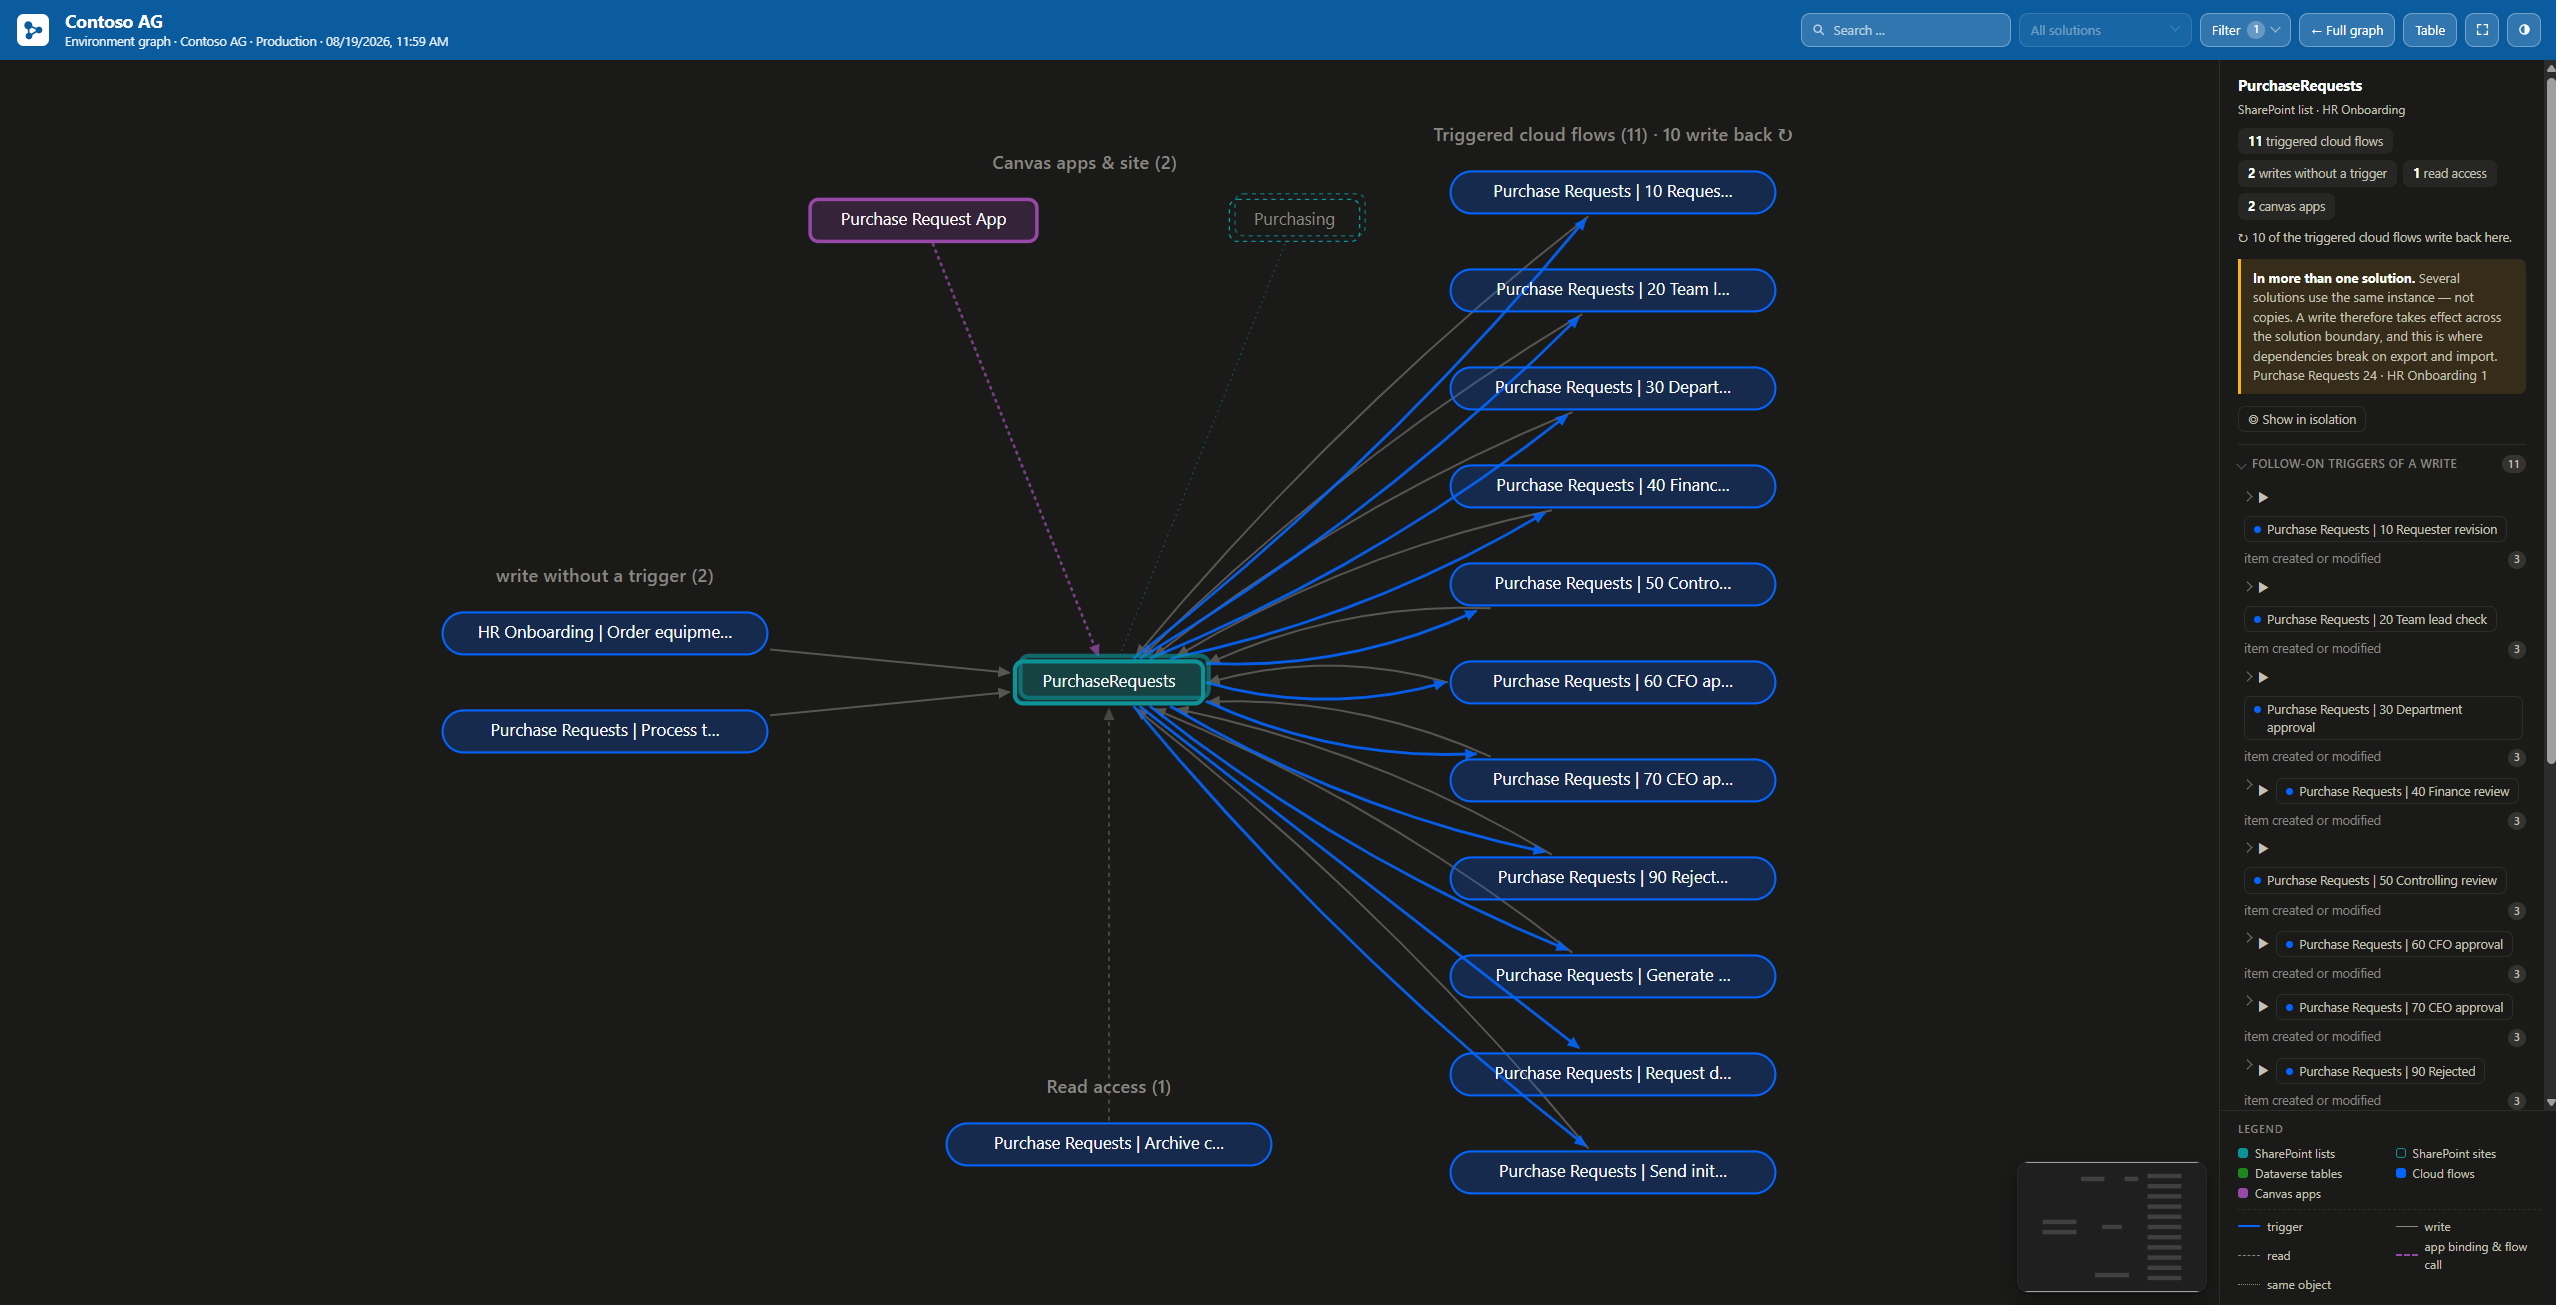 Contoso AG
Environment graph · Contoso AG · Production · 08/19/2026, 11:59 AM
Search ...
All solutions
Filter 1
← Full graph
Table
Canvas apps & site (2)
Purchase Request App
Purchasing
write without a trigger (2)
HR Onboarding | Order equipme...
Purchase Requests | Process t...
PurchaseRequests
Read access (1)
Purchase Requests | Archive c...
Triggered cloud flows (11) · 10 write back ↻
Purchase Requests | 10 Reques...
Purchase Requests | 20 Team l...
Purchase Requests | 30 Depart...
Purchase Requests | 40 Financ...
Purchase Requests | 50 Contro...
Purchase Requests | 60 CFO ap...
Purchase Requests | 70 CEO ap...
Purchase Requests | 90 Reject...
Purchase Requests | Generate ...
Purchase Requests | Request d...
Purchase Requests | Send init...
PurchaseRequests
SharePoint list · HR Onboarding
11 triggered cloud flows
2 writes without a trigger
1 read access
2 canvas apps
↻ 10 of the triggered cloud flows write back here.
In more than one solution. Several
solutions use the same instance — not
copies. A write therefore takes effect across
the solution boundary, and this is where
dependencies break on export and import.
Purchase Requests 24 · HR Onboarding 1
◎ Show in isolation
FOLLOW-ON TRIGGERS OF A WRITE 11
Purchase Requests | 10 Requester revision
item created or modified 3
Purchase Requests | 20 Team lead check
item created or modified 3
Purchase Requests | 30 Department
approval
item created or modified 3
Purchase Requests | 40 Finance review
item created or modified 3
Purchase Requests | 50 Controlling review
item created or modified 3
Purchase Requests | 60 CFO approval
item created or modified 3
Purchase Requests | 70 CEO approval
item created or modified 3
Purchase Requests | 90 Rejected
item created or modified 3
LEGEND
SharePoint lists
SharePoint sites
Dataverse tables
Cloud flows
Canvas apps
trigger
write
read
app binding & flow
call
same object